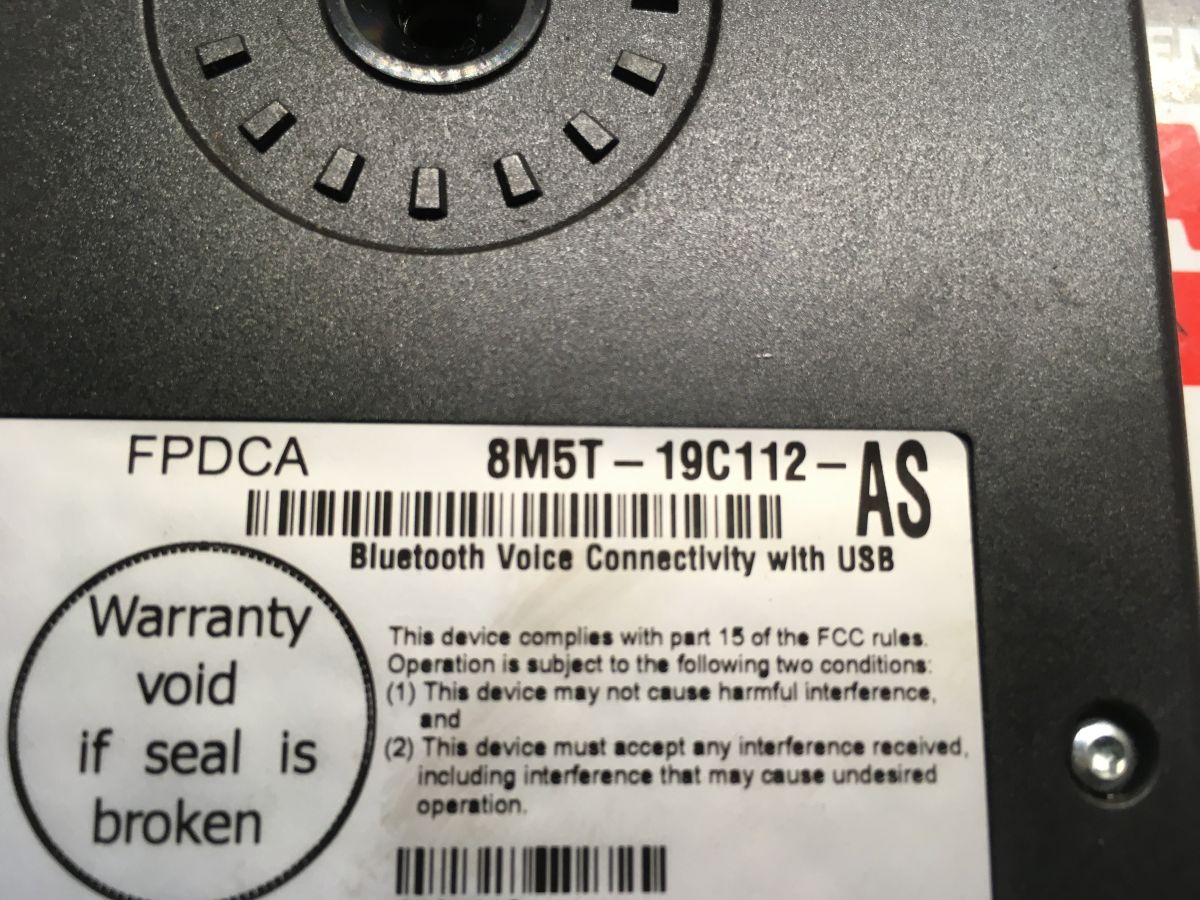 FPDCA 8M5T-19C112-AS
Bluetooth Voice Connectivity with USB
Warranty
void
if seal is
broken
This device complies with part 15 of the FCC rules.
Operation is subject to the following two conditions:
(1) This device may not cause harmful interference,
and
(2) This device must accept any interference received,
including interference that may cause undesired
operation.